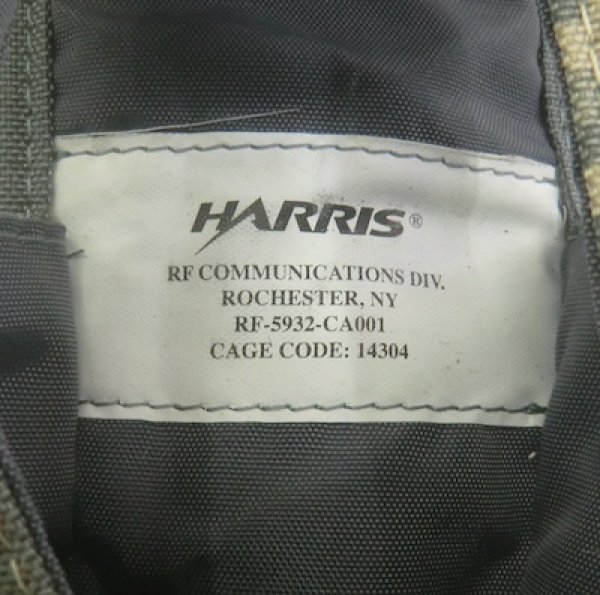 HARRIS®
RF COMMUNICATIONS DIV.
ROCHESTER, NY
RF-5932-CA001
CAGE CODE: 14304